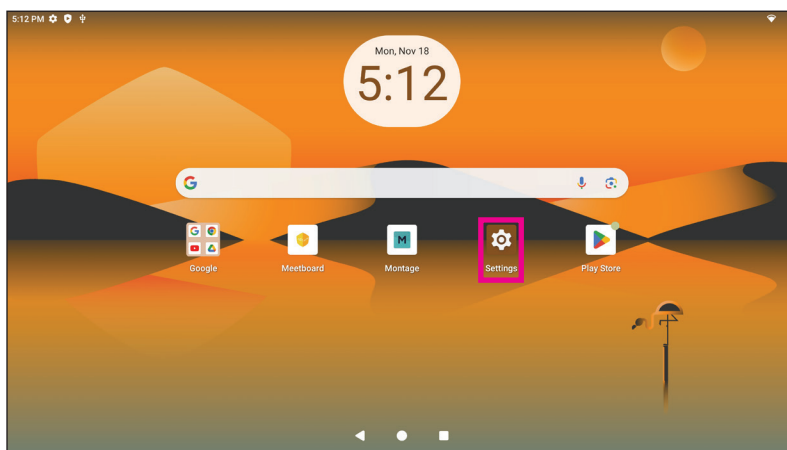 5:12 PM
Mon, Nov 18
5:12
G
G
M
Google
Meetboard
Montage
Settings
Play Store